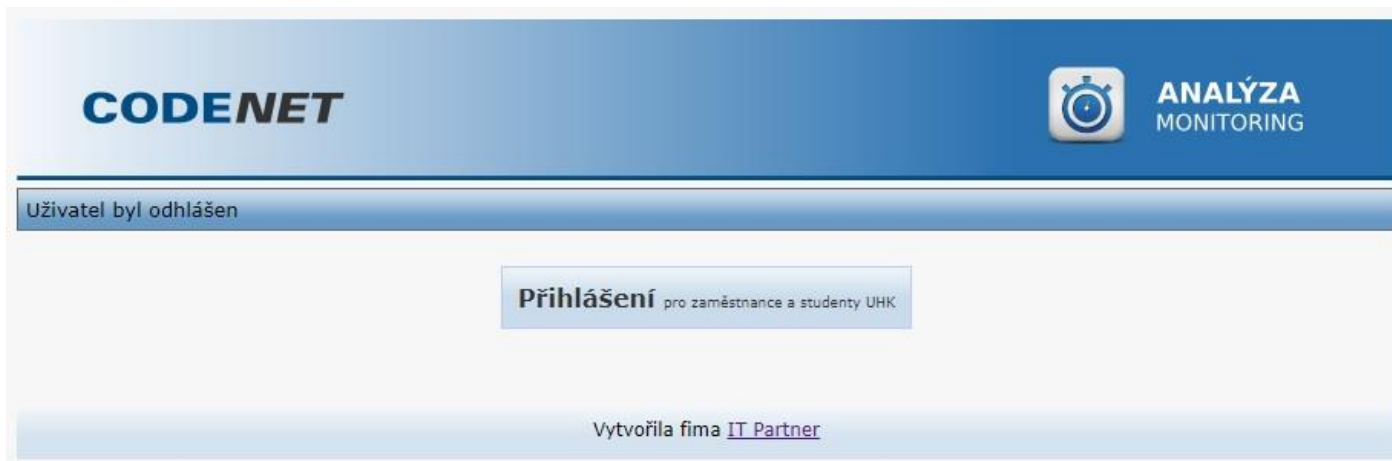 CODENET
ANALÝZA
MONITORING
Uživatel byl odhlášen
Přihlášení pro zaměstnance a studenty UHK
Vytvořila fima IT Partner